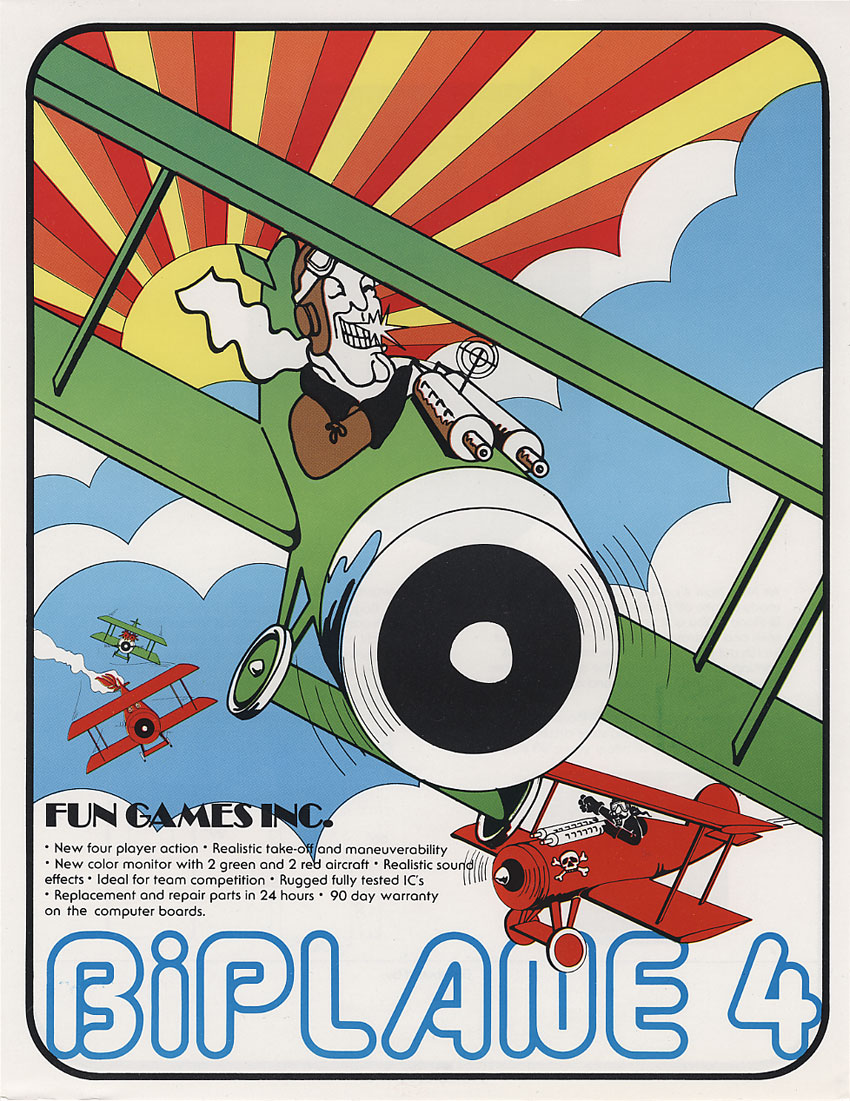 FUN GAMES INC.
• New four player action • Realistic take-off and maneuverability
• New color monitor with 2 green and 2 red aircraft • Realistic sound
effects • Ideal for team competition • Rugged fully tested IC's
• Replacement and repair parts in 24 hours • 90 day warranty
on the computer boards.
BiPLANE 4